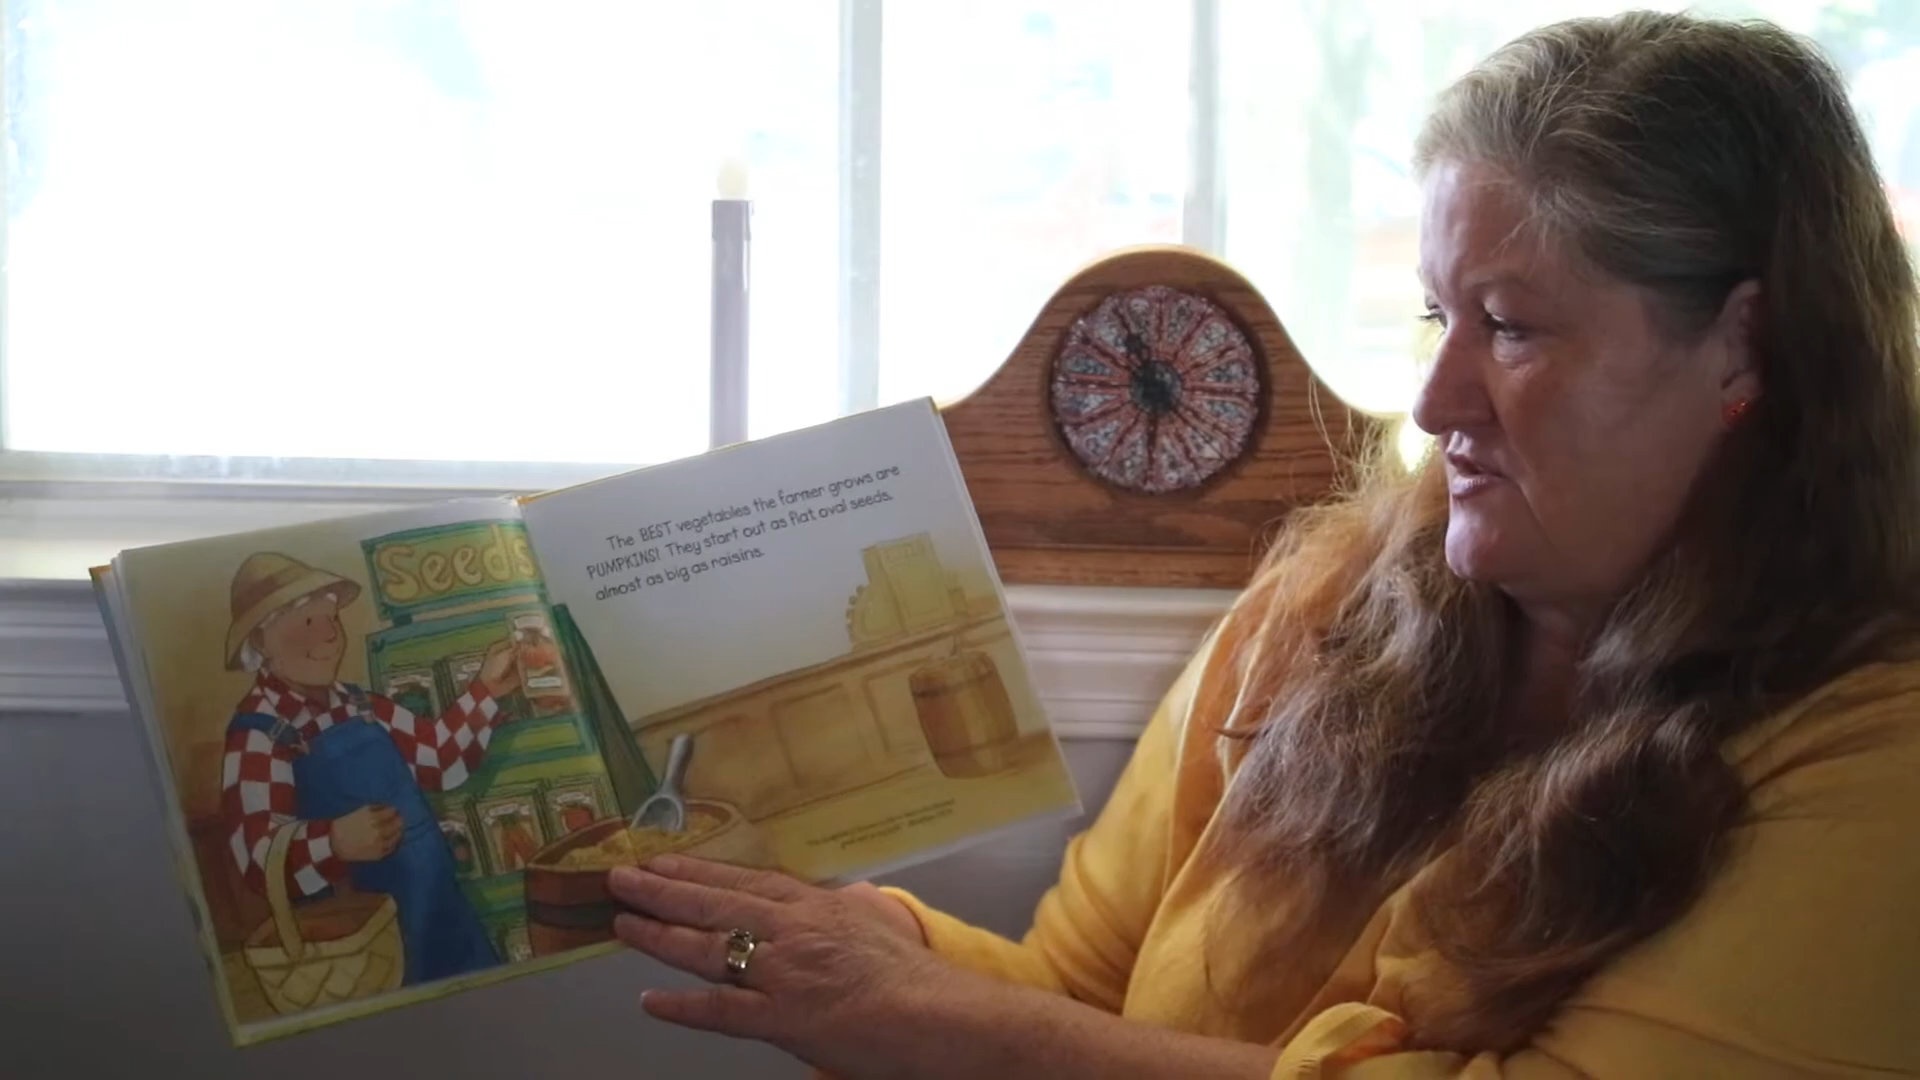 Seeds
The BEST vegetables the farmer grows are
PUMPKINS! They start out as flat, oval seeds,
almost as big as raisins.